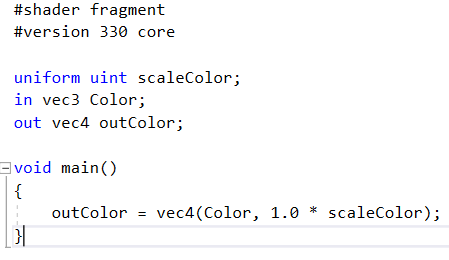 #shader fragment
#version 330 core
uniform uint scaleColor;
in vec3 Color;
out vec4 outColor;
void main()
{
outColor = vec4(Color, 1.0 * scaleColor);
}